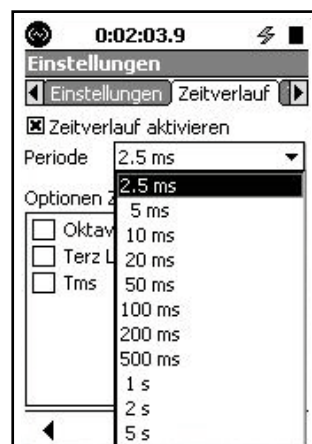 0:02:03.9
Einstellungen
Einstellungen Zeitverlauf
Zeitverlauf aktivieren
Periode 2.5 ms
2.5 ms
Optionen
5 ms
Oktav
10 ms
Terz
20 ms
Tms
50 ms
100 ms
200 ms
500 ms
1 s
2 s
5 s